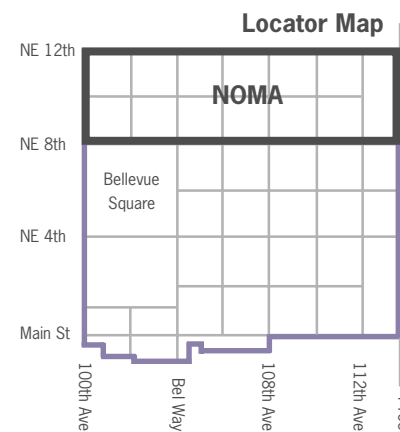 Locator Map
NE 12th
NOMA
NE 8th
Bellevue
Square
NE 4th
Main St
100th Ave
Bel Way
108th Ave
112th Ave